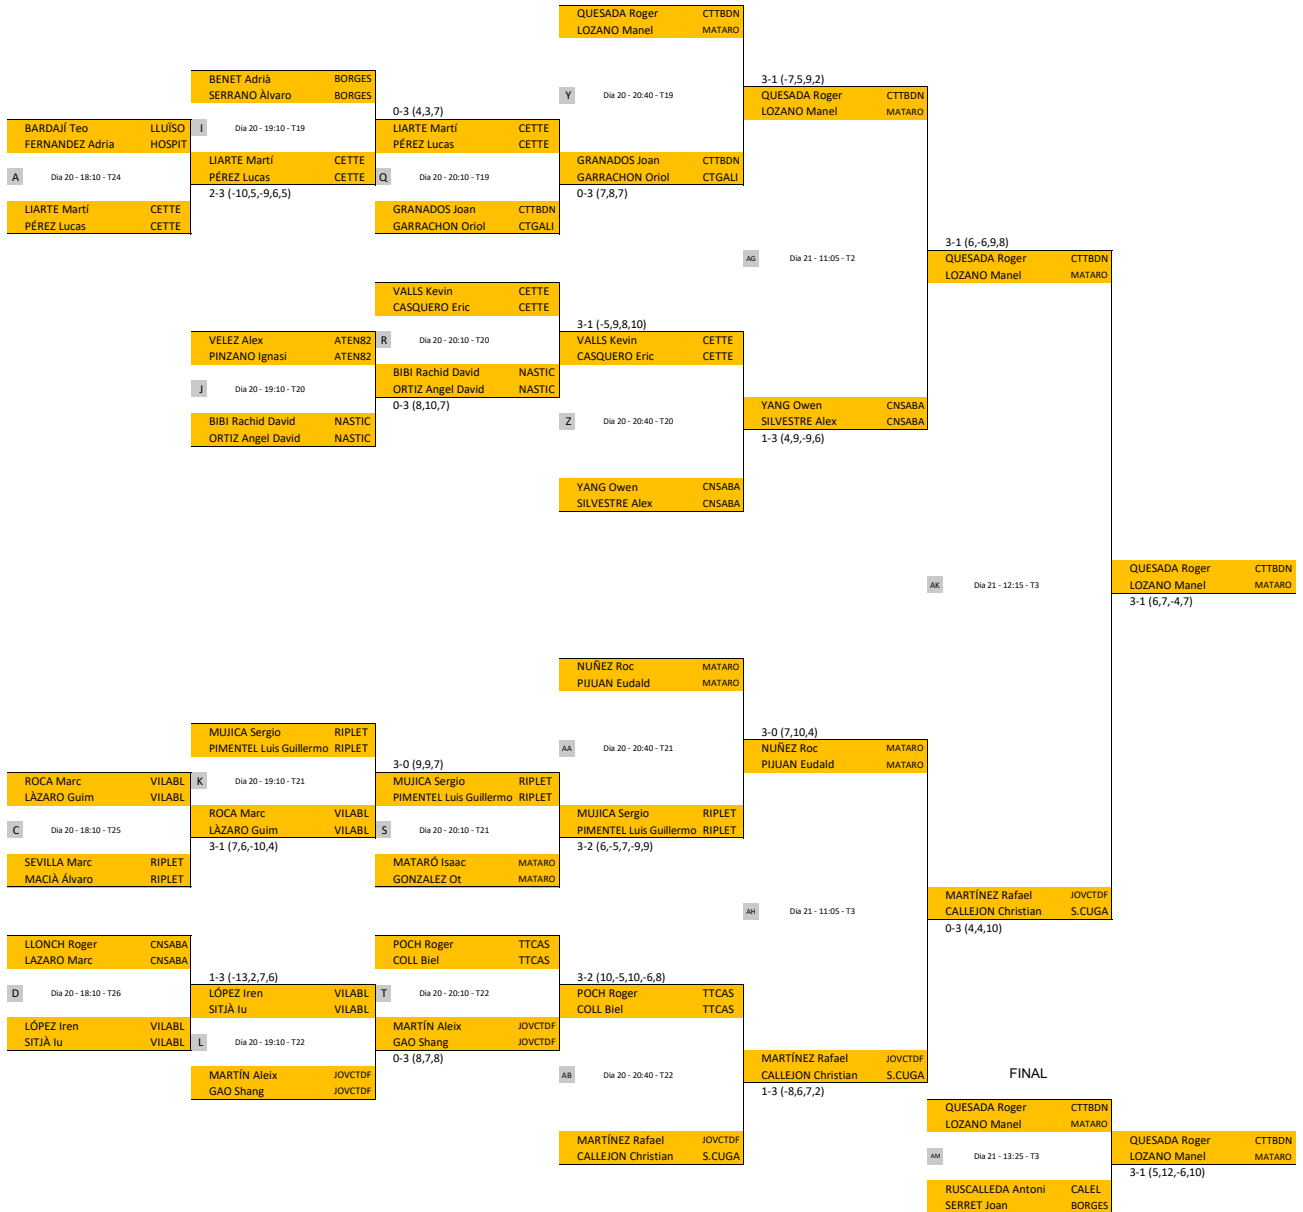 QUESADA Roger CTTBDN
LOZANO Manel MATARO
BENET Adrià BORGES
SERRANO Àlvaro BORGES
Y Dia 20 - 20:40 - T19
3-1 (-7,5,9,2)
QUESADA Roger CTTBDN
LOZANO Manel MATARO
0-3 (4,3,7)
BARDAJÍ Teo LLUÏSO
FERNANDEZ Adria HOSPIT
I Dia 20 - 19:10 - T19
LIARTE Martí CETTE
PÉREZ Lucas CETTE
LIARTE Martí CETTE
PÉREZ Lucas CETTE
GRANADOS Joan CTTBDN
GARRACHON Oriol CTGALI
A Dia 20 - 18:10 - T24
Q Dia 20 - 20:10 - T19
2-3 (-10,5,-9,6,5)
0-3 (7,8,7)
LIARTE Martí CETTE
PÉREZ Lucas CETTE
GRANADOS Joan CTTBDN
GARRACHON Oriol CTGALI
3-1 (6,-6,9,8)
AG Dia 21 - 11:05 - T2
QUESADA Roger CTTBDN
LOZANO Manel MATARO
VALLS Kevin CETTE
CASQUERO Eric CETTE
3-1 (-5,9,8,10)
VELEZ Alex ATEN82
PINZANO Ignasi ATEN82
R Dia 20 - 20:10 - T20
VALLS Kevin CETTE
CASQUERO Eric CETTE
J Dia 20 - 19:10 - T20
BIBI Rachid David NASTIC
ORTIZ Angel David NASTIC
0-3 (8,10,7)
BIBI Rachid David NASTIC
ORTIZ Angel David NASTIC
Z Dia 20 - 20:40 - T20
YANG Owen CNSABA
SILVESTRE Alex CNSABA
1-3 (4,9,-9,6)
YANG Owen CNSABA
SILVESTRE Alex CNSABA
AK Dia 21 - 12:15 - T3
QUESADA Roger CTTBDN
LOZANO Manel MATARO
3-1 (6,7,-4,7)
NUÑEZ Roc MATARO
PIJUAN Eudald MATARO
MUJICA Sergio RIPLET
PIMENTEL Luis Guillermo RIPLET
AA Dia 20 - 20:40 - T21
3-0 (7,10,4)
NUÑEZ Roc MATARO
PIJUAN Eudald MATARO
3-0 (9,9,7)
ROCA Marc VILABL
LÀZARO Guim VILABL
K Dia 20 - 19:10 - T21
MUJICA Sergio RIPLET
PIMENTEL Luis Guillermo RIPLET
ROCA Marc VILABL
LÀZARO Guim VILABL
MUJICA Sergio RIPLET
PIMENTEL Luis Guillermo RIPLET
C Dia 20 - 18:10 - T25
S Dia 20 - 20:10 - T21
3-1 (7,6,-10,4)
3-2 (6,-5,7,-9,9)
SEVILLA Marc RIPLET
MACIÀ Álvaro RIPLET
MATARÓ Isaac MATARO
GONZALEZ Ot MATARO
AH Dia 21 - 11:05 - T3
MARTÍNEZ Rafael JOVCTDF
CALLEJON Christian S.CUGA
0-3 (4,4,10)
LLONCH Roger CNSABA
LAZARO Marc CNSABA
POCH Roger TTCAS
COLL Biel TTCAS
1-3 (-13,2,7,6)
3-2 (10,-5,10,-6,8)
D Dia 20 - 18:10 - T26
LÓPEZ Iren VILABL
SITJÀ Iu VILABL
T Dia 20 - 20:10 - T22
POCH Roger TTCAS
COLL Biel TTCAS
LÓPEZ Iren VILABL
SITJÀ Iu VILABL
L Dia 20 - 19:10 - T22
MARTÍN Aleix JOVCTDF
GAO Shang JOVCTDF
0-3 (8,7,8)
MARTÍN Aleix JOVCTDF
GAO Shang JOVCTDF
AB Dia 20 - 20:40 - T22
MARTÍNEZ Rafael JOVCTDF
CALLEJON Christian S.CUGA
1-3 (-8,6,7,2)
MARTÍNEZ Rafael JOVCTDF
CALLEJON Christian S.CUGA
FINAL
QUESADA Roger CTTBDN
LOZANO Manel MATARO
AM Dia 21 - 13:25 - T3
QUESADA Roger CTTBDN
LOZANO Manel MATARO
3-1 (5,12,-6,10)
RUSCALLEDA Antoni CALEL
SERRET Joan BORGES